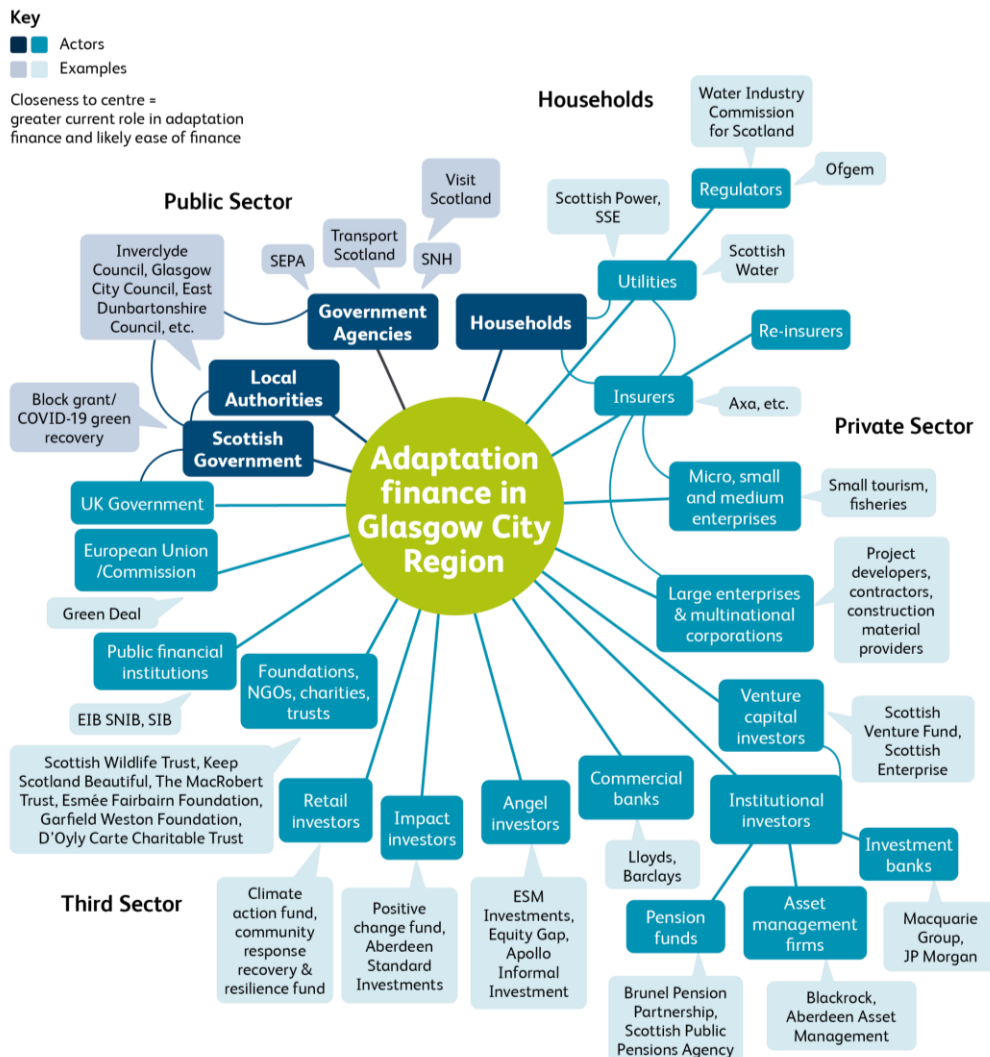 Key
Actors
Examples
Closeness to centre =
greater current role in adaptation
finance and likely ease of finance
Households
Water Industry
Commission
for Scotland
Ofgem
Regulators
Public Sector
Visit
Scotland
Scottish Power,
SSE
Transport
Scotland
SEPA
SNH
Scottish
Water
Utilities
Inverclyde
Council, Glasgow
City Council, East
Dunbartonshire
Council, etc.
Government
Agencies
Households
Re-insurers
Local
Authorities
Insurers
Axa, etc.
Block grant/
COVID-19 green
recovery
Scottish
Government
Private Sector
Adaptation
finance in
Glasgow City
Region
UK Government
Micro, small
and medium
enterprises
Small tourism,
fisheries
European Union
/Commission
Green Deal
Large enterprises
& multinational
corporations
Project
developers,
contractors,
construction
material
providers
Public financial
institutions
EIB SNIB, SIB
Foundations,
NGOs, charities,
trusts
Scottish Wildlife Trust, Keep
Scotland Beautiful, The MacRobert
Trust, Esmée Fairbairn Foundation,
Garfield Weston Foundation,
D'Oyly Carte Charitable Trust
Venture
capital
investors
Scottish
Venture Fund,
Scottish
Enterprise
Retail
investors
Impact
investors
Angel
investors
Commercial
banks
Institutional
investors
Investment
banks
Lloyds,
Barclays
Third Sector
Climate
action fund,
community
response
recovery &
resilience fund
Positive
change fund,
Aberdeen
Standard
Investments
ESM
Investments,
Equity Gap,
Apollo
Informal
Investment
Pension
funds
Asset
management
firms
Macquarie
Group,
JP Morgan
Brunel Pension
Partnership,
Scottish Public
Pensions Agency
Blackrock,
Aberdeen Asset
Management